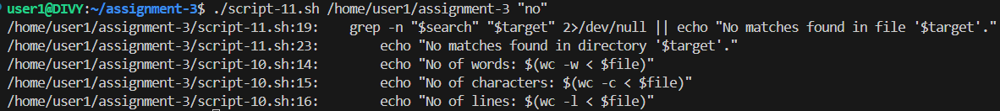 user1@DIVY:~/assignment-3$ ./script-11.sh /home/user1/assignment-3 "no"
/home/user1/assignment-3/script-11.sh:19:    grep -n "$search" "$target" 2>/dev/null || echo "No matches found in file '$target'."
/home/user1/assignment-3/script-11.sh:23:        echo "No matches found in directory '$target'."
/home/user1/assignment-3/script-10.sh:14:        echo "No of words: $(wc -w < $file)"
/home/user1/assignment-3/script-10.sh:15:        echo "No of characters: $(wc -c < $file)"
/home/user1/assignment-3/script-10.sh:16:        echo "No of lines: $(wc -l < $file)"